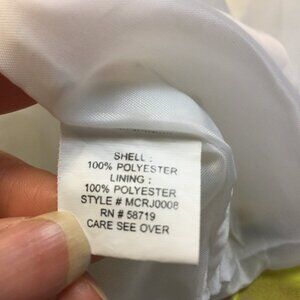 SHELL :
100% POLYESTER
LINING :
100% POLYESTER
STYLE # MCRJ0008
RN # 58719
CARE SEE OVER